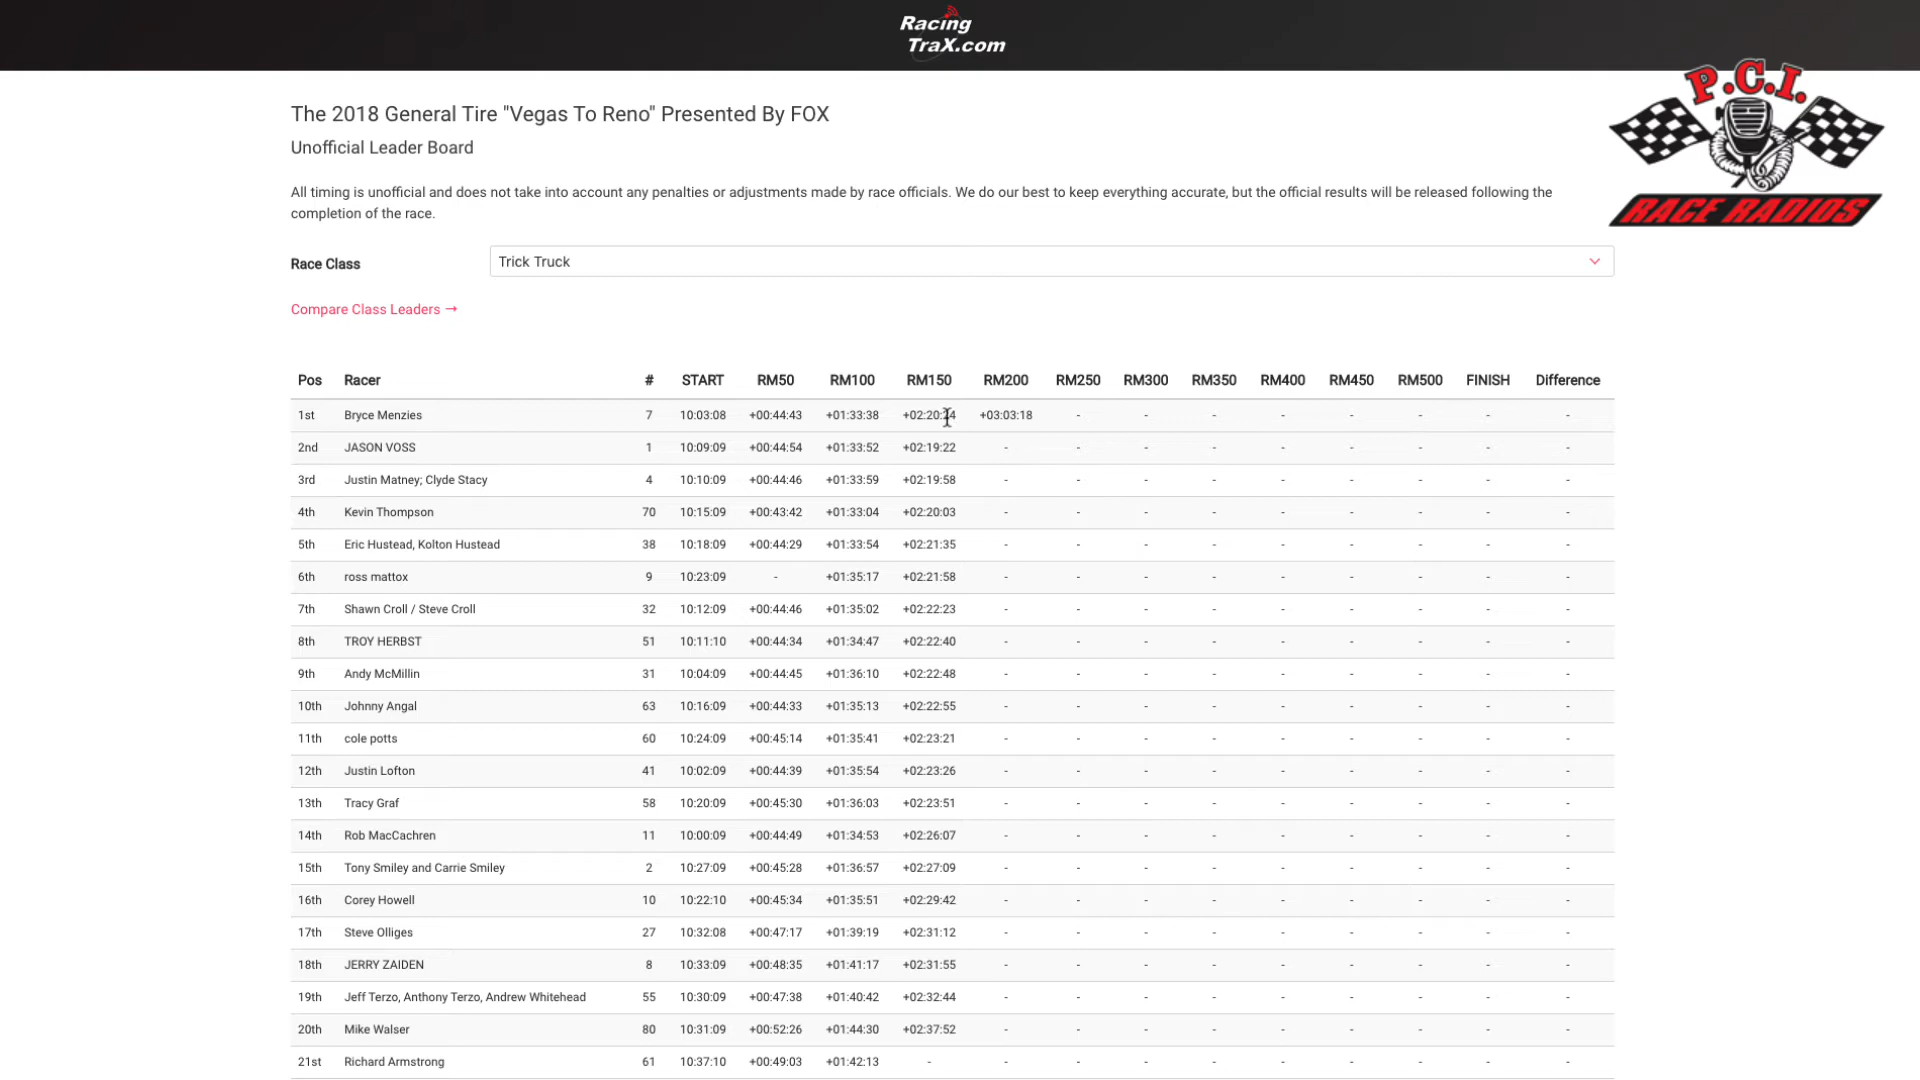 Racing
TraX.com
P.C.I.
RACE RADIOS
The 2018 General Tire "Vegas To Reno" Presented By FOX
Unofficial Leader Board
All timing is unofficial and does not take into account any penalties or adjustments made by race officials. We do our best to keep everything accurate, but the official results will be released following the
completion of the race.
Race Class Trick Truck
Compare Class Leaders →
Pos Racer # START RM50 RM100 RM150 RM200 RM250 RM300 RM350 RM400 RM450 RM500 FINISH Difference
1st Bryce Menzies 7 10:03:08 +00:44:43 +01:33:38 +03:03:18 - - - - - - - -
2nd JASON VOSS 1 10:09:09 +00:44:54 +01:33:52 +02:19:22 - - - - - - - - -
3rd Justin Matney; Clyde Stacy 4 10:10:09 +00:44:46 +01:33:59 +02:19:58 - - - - - - - - -
4th Kevin Thompson 70 10:15:09 +00:43:42 +01:33:04 +02:20:03 - - - - - - - - -
5th Eric Hustead, Kolton Hustead 38 10:18:09 +00:44:29 +01:33:54 +02:21:35 - - - - - - - - -
6th ross mattox 9 10:23:09 - +01:35:17 +02:21:58 - - - - - - - - -
7th Shawn Croll / Steve Croll 32 10:12:09 +00:44:46 +01:35:02 +02:22:23 - - - - - - - - -
8th TROY HERBST 51 10:11:10 +00:44:34 +01:34:47 +02:22:40 - - - - - - - - -
9th Andy McMillin 31 10:04:09 +00:44:45 +01:36:10 +02:22:48 - - - - - - - - -
10th Johnny Angal 63 10:16:09 +00:44:33 +01:35:13 +02:22:55 - - - - - - - - -
11th cole potts 60 10:24:09 +00:45:14 +01:35:41 +02:23:21 - - - - - - - - -
12th Justin Lofton 41 10:02:09 +00:44:39 +01:35:54 +02:23:26 - - - - - - - - -
13th Tracy Graf 58 10:20:09 +00:45:30 +01:36:03 +02:23:51 - - - - - - - - -
14th Rob MacCachren 11 10:00:09 +00:44:49 +01:34:53 +02:26:07 - - - - - - - - -
15th Tony Smiley and Carrie Smiley 2 10:27:09 +00:45:28 +01:36:57 +02:27:09 - - - - - - - - -
16th Corey Howell 10 10:22:10 +00:45:34 +01:35:51 +02:29:42 - - - - - - - - -
17th Steve Olliges 27 10:32:08 +00:47:17 +01:39:19 +02:31:12 - - - - - - - - -
18th JERRY ZAIDEN 8 10:33:09 +00:48:35 +01:41:17 +02:31:55 - - - - - - - - -
19th Jeff Terzo, Anthony Terzo, Andrew Whitehead 55 10:30:09 +00:47:38 +01:40:42 +02:32:44 - - - - - - - - -
20th Mike Walser 80 10:31:09 +00:52:26 +01:44:30 +02:37:52 - - - - - - - - -
21st Richard Armstrong 61 10:37:10 +00:49:03 +01:42:13 - - - - - - - - - -